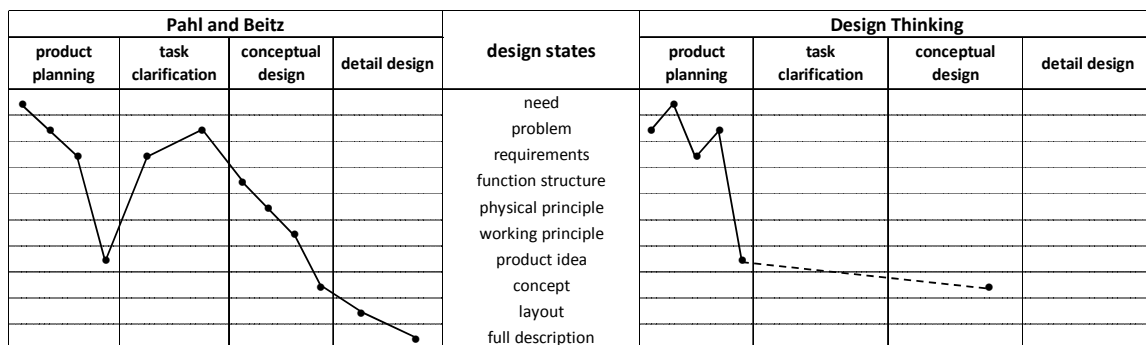 Pahl and Beitz
design states
Design Thinking
product planning
task clarification
conceptual design
detail design
product planning
task clarification
conceptual design
detail design
need
problem
requirements
function structure
physical principle
working principle
product idea
concept
layout
full description